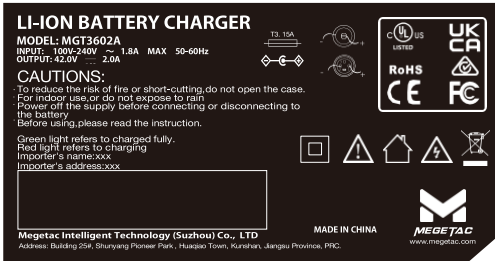 LI-ION BATTERY CHARGER
MODEL: MGT3602A
INPUT: 100V-240V ~ 1.8A MAX 50-60Hz
OUTPUT: 42.0V ⎓ 2.0A
T3. 15A
- +
- +
c UL US
LISTED
UK
CA
RoHS
CE
FC
CAUTIONS:
· To reduce the risk of fire or short-cutting,do not open the case.
· For indoor use,or do not expose to rain
· Power off the supply before connecting or disconnecting to
the battery
· Before using,please read the instruction.
Green light refers to charged fully.
Red light refers to charging
Importer's name:xxx
Importer's address:xxx
Megetac Intelligent Technology (Suzhou) Co., LTD
Address: Building 25#, Shunyang Pioneer Park , Huaqiao Town, Kunshan, Jiangsu Province, PRC.
MADE IN CHINA
MEGETAC
www.megetac.com